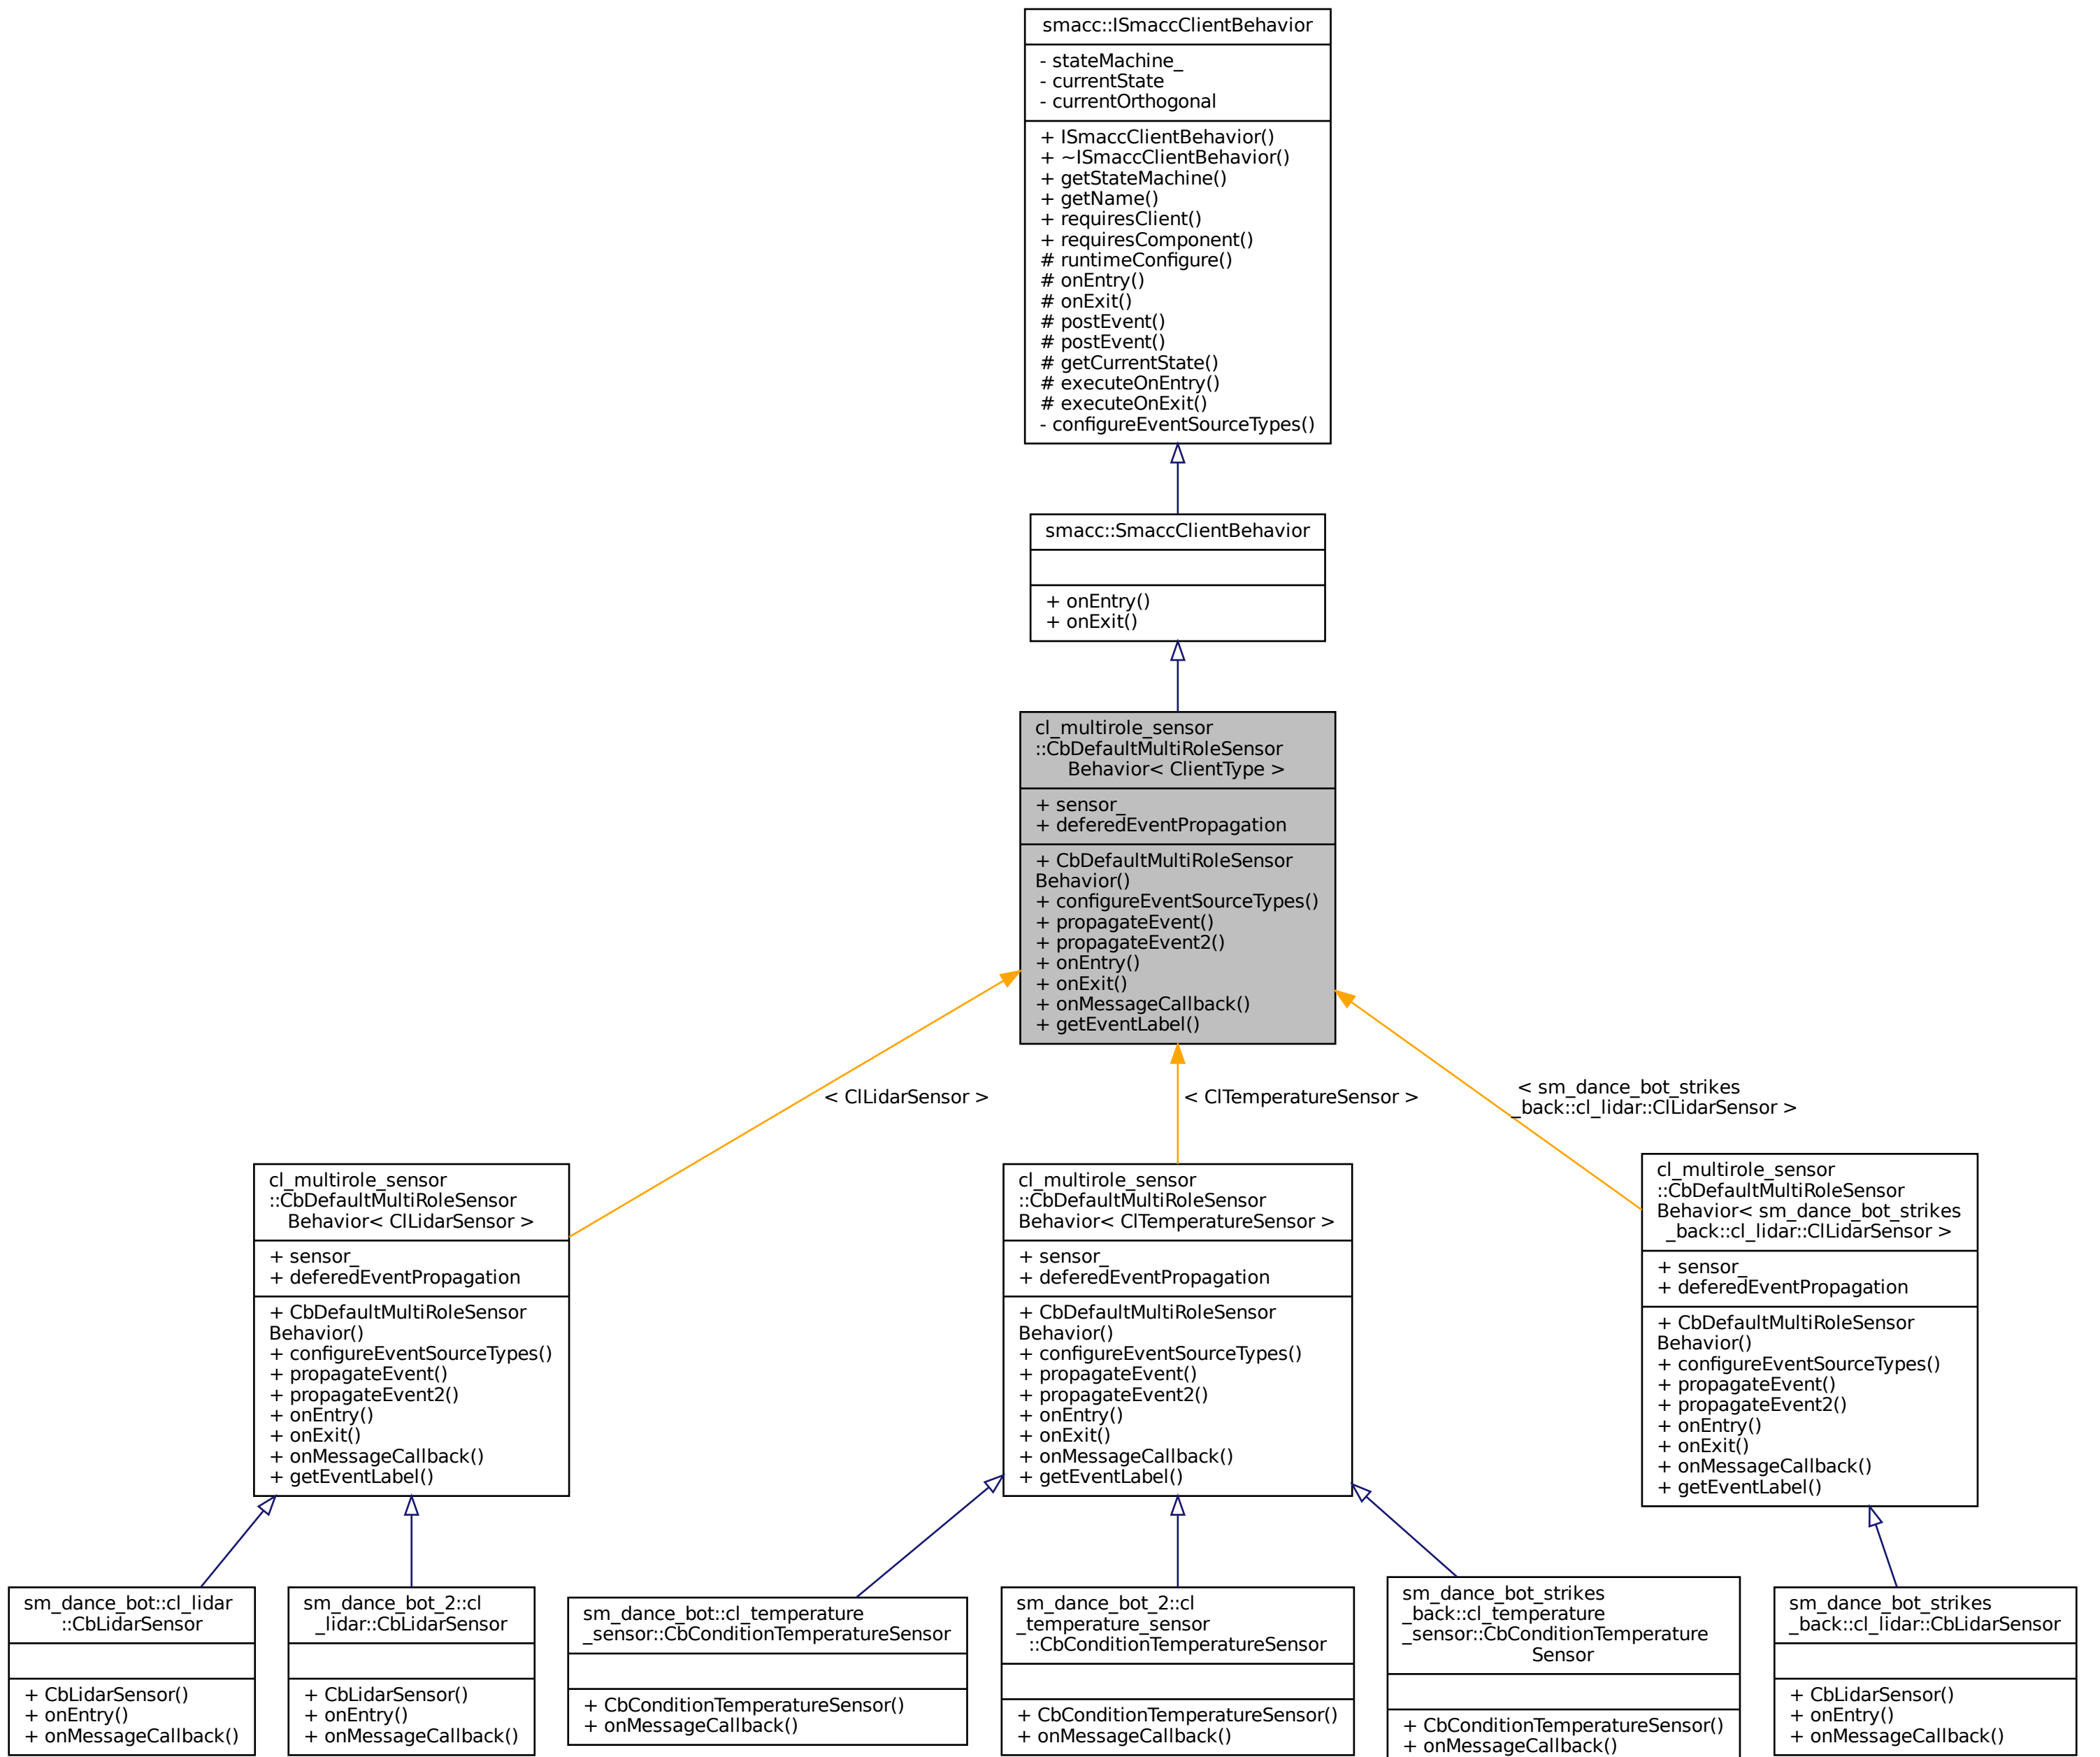 smacc::ISmaccClientBehavior
- stateMachine_
- currentState
- currentOrthogonal
+ ISmaccClientBehavior()
+ ~ISmaccClientBehavior()
+ getStateMachine()
+ getName()
+ requiresClient()
+ requiresComponent()
# runtimeConfigure()
# onEntry()
# onExit()
# postEvent()
# postEvent()
# getCurrentState()
# executeOnEntry()
# executeOnExit()
- configureEventSourceTypes()
smacc::SmaccClientBehavior
+ onEntry()
+ onExit()
cl_multirole_sensor
::CbDefaultMultiRoleSensor
Behavior< ClientType >
+ sensor_
+ deferedEventPropagation
+ CbDefaultMultiRoleSensor
Behavior()
+ configureEventSourceTypes()
+ propagateEvent()
+ propagateEvent2()
+ onEntry()
+ onExit()
+ onMessageCallback()
+ getEventLabel()
< ClLidarSensor >
< ClTemperatureSensor >
< sm_dance_bot_strikes
_back::cl_lidar::ClLidarSensor >
cl_multirole_sensor
::CbDefaultMultiRoleSensor
Behavior< ClLidarSensor >
+ sensor_
+ deferedEventPropagation
+ CbDefaultMultiRoleSensor
Behavior()
+ configureEventSourceTypes()
+ propagateEvent()
+ propagateEvent2()
+ onEntry()
+ onExit()
+ onMessageCallback()
+ getEventLabel()
cl_multirole_sensor
::CbDefaultMultiRoleSensor
Behavior< ClTemperatureSensor >
+ sensor_
+ deferedEventPropagation
+ CbDefaultMultiRoleSensor
Behavior()
+ configureEventSourceTypes()
+ propagateEvent()
+ propagateEvent2()
+ onEntry()
+ onExit()
+ onMessageCallback()
+ getEventLabel()
cl_multirole_sensor
::CbDefaultMultiRoleSensor
Behavior< sm_dance_bot_strikes
_back::cl_lidar::ClLidarSensor >
+ sensor_
+ deferedEventPropagation
+ CbDefaultMultiRoleSensor
Behavior()
+ configureEventSourceTypes()
+ propagateEvent()
+ propagateEvent2()
+ onEntry()
+ onExit()
+ onMessageCallback()
+ getEventLabel()
sm_dance_bot::cl_lidar
::CbLidarSensor
+ CbLidarSensor()
+ onEntry()
+ onMessageCallback()
sm_dance_bot_2::cl
_lidar::CbLidarSensor
+ CbLidarSensor()
+ onEntry()
+ onMessageCallback()
sm_dance_bot::cl_temperature
_sensor::CbConditionTemperatureSensor
+ CbConditionTemperatureSensor()
+ onMessageCallback()
sm_dance_bot_2::cl
_temperature_sensor
::CbConditionTemperatureSensor
+ CbConditionTemperatureSensor()
+ onMessageCallback()
sm_dance_bot_strikes
_back::cl_temperature
_sensor::CbConditionTemperature
Sensor
+ CbConditionTemperatureSensor()
+ onMessageCallback()
sm_dance_bot_strikes
_back::cl_lidar::CbLidarSensor
+ CbLidarSensor()
+ onEntry()
+ onMessageCallback()